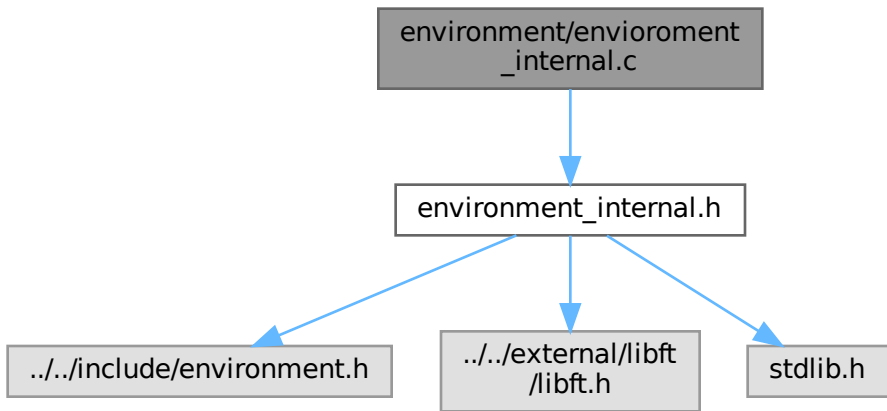 environment/envioroment
_internal.c
environment_internal.h
../../include/environment.h
../../external/libft
/libft.h
stdlib.h